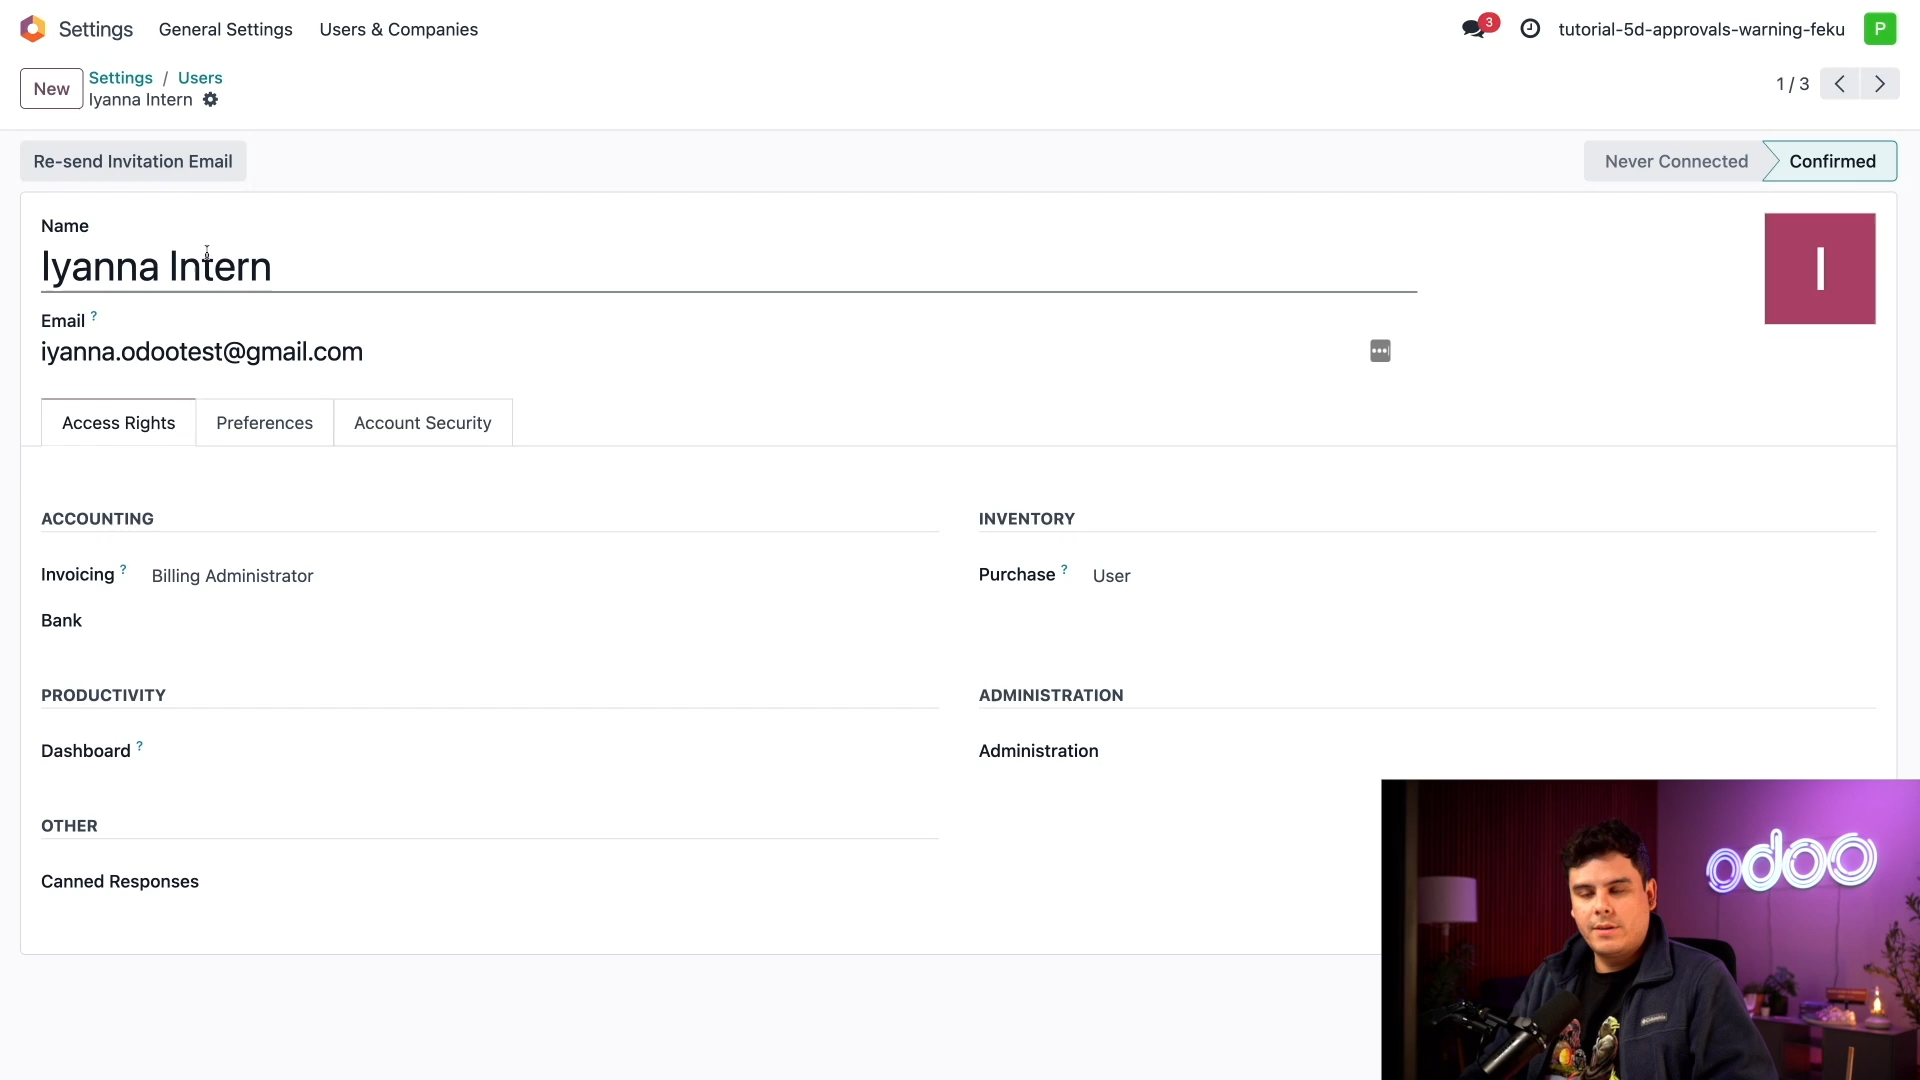 Settings General Settings Users & Companies 3 tutorial-5d-approvals-warning-feku P
New Settings / Users 1 / 3
Iyanna Intern
Re-send Invitation Email Never Connected Confirmed
Name
Iyanna Intern
I
Email ?
iyanna.odootest@gmail.com
Access Rights Preferences Account Security
ACCOUNTING INVENTORY
Invoicing ? Billing Administrator Purchase ? User
Bank
PRODUCTIVITY ADMINISTRATION
Dashboard ? Administration
OTHER
Canned Responses
odoo
Columbia